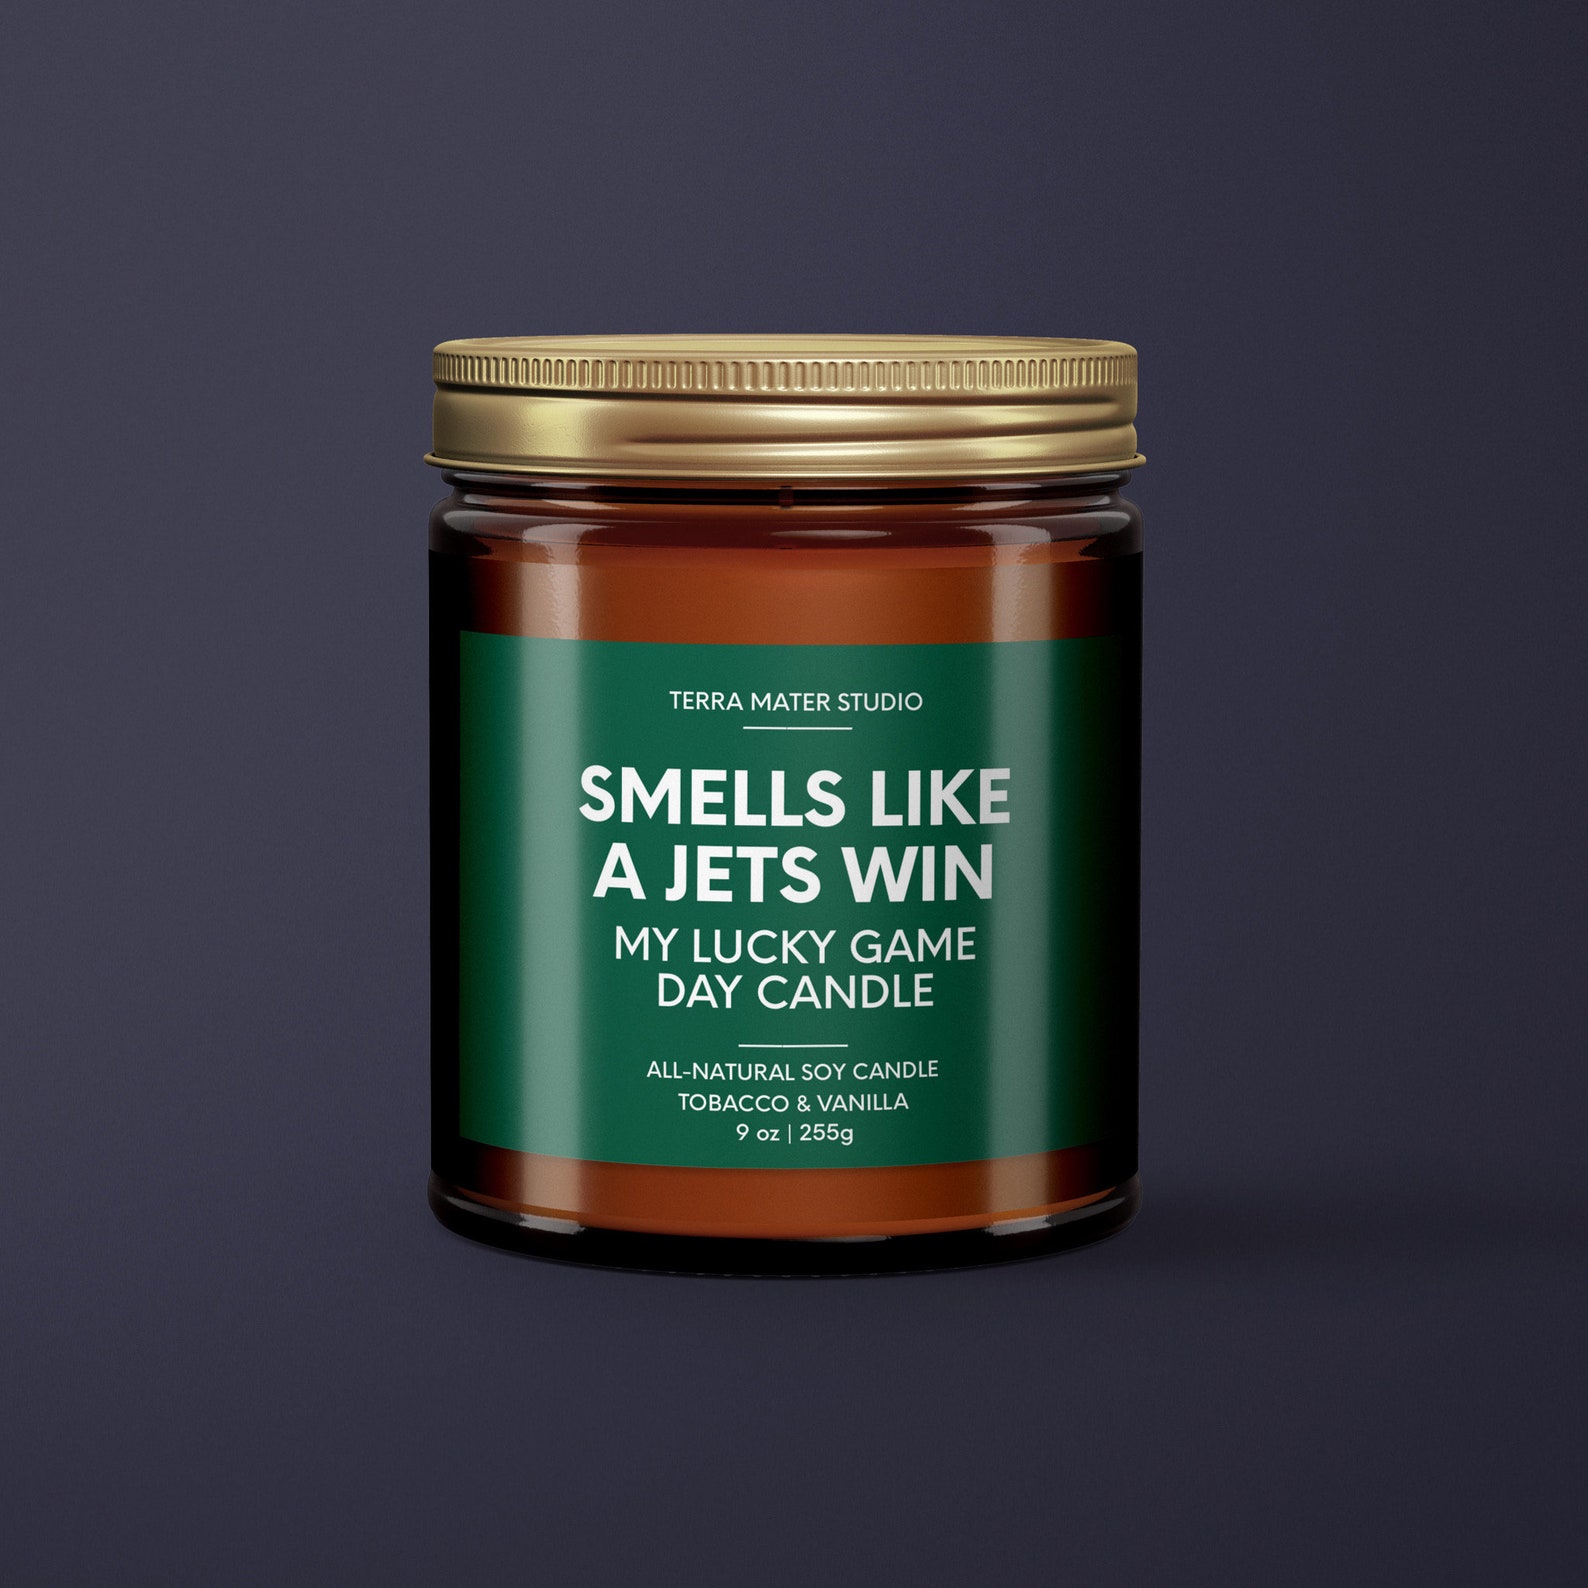 TERRA MATER STUDIO
SMELLS LIKE
A JETS WIN
MY LUCKY GAME
DAY CANDLE
ALL-NATURAL SOY CANDLE
TOBACCO & VANILLA
9 oz | 255g